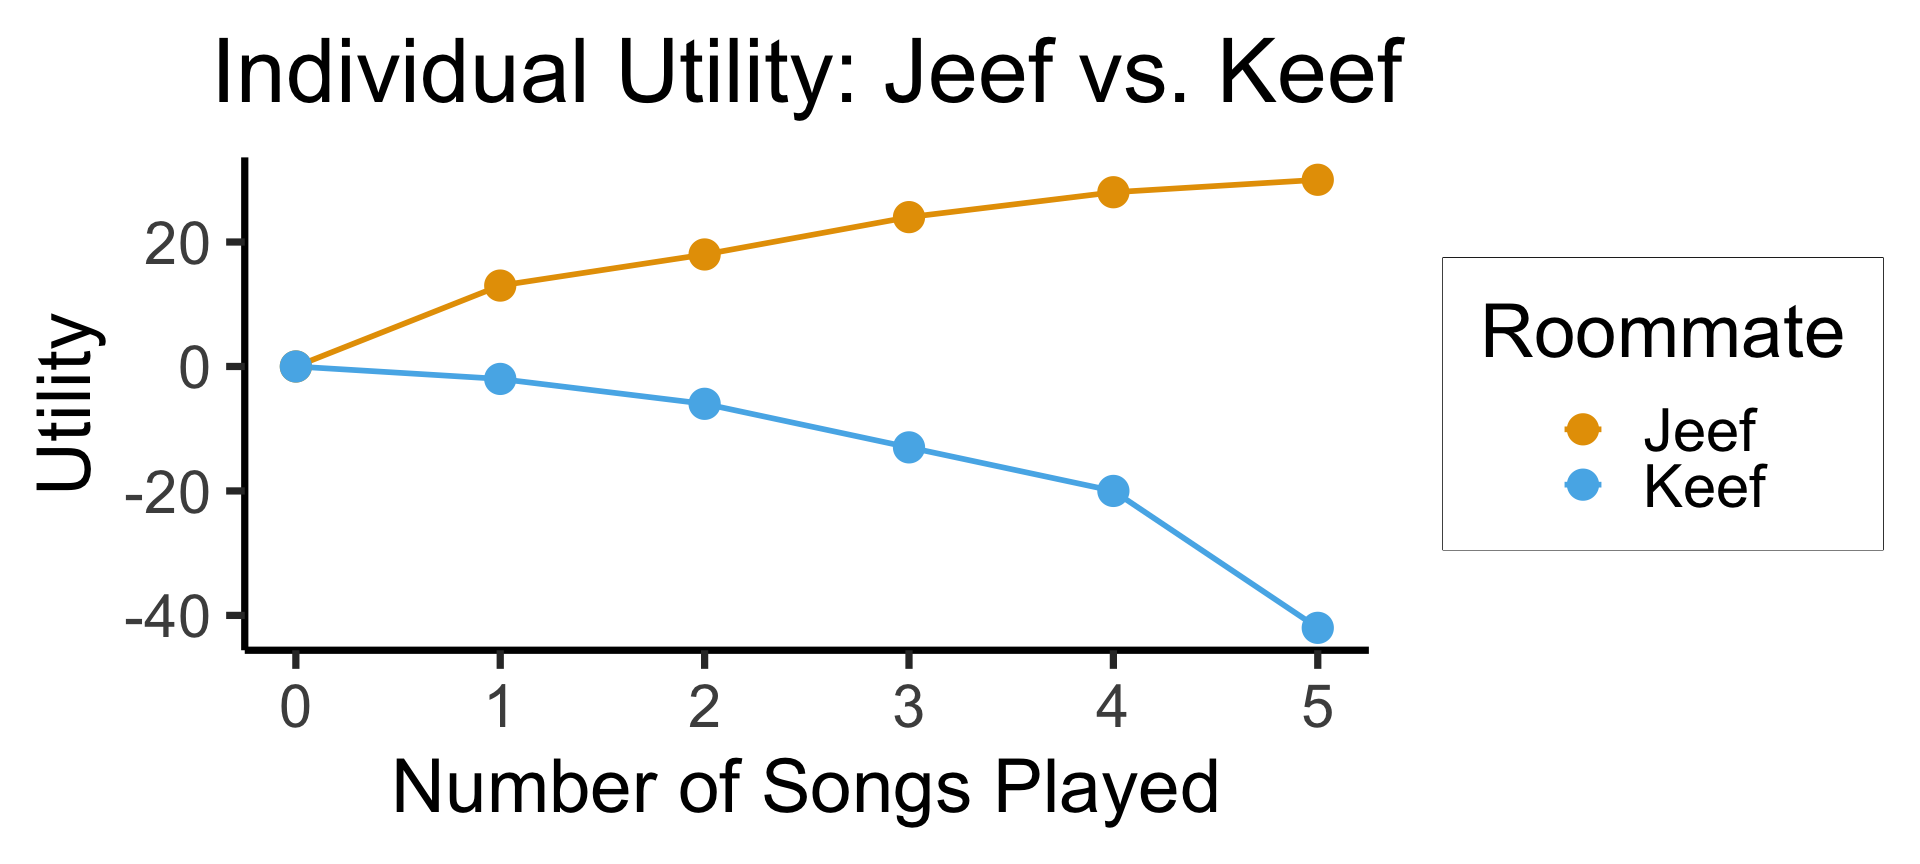 Individual Utility: Jeef vs. Keef
Utility
20
0
-20
-40
0 1 2 3 4 5
Number of Songs Played
Roommate
Jeef
Keef